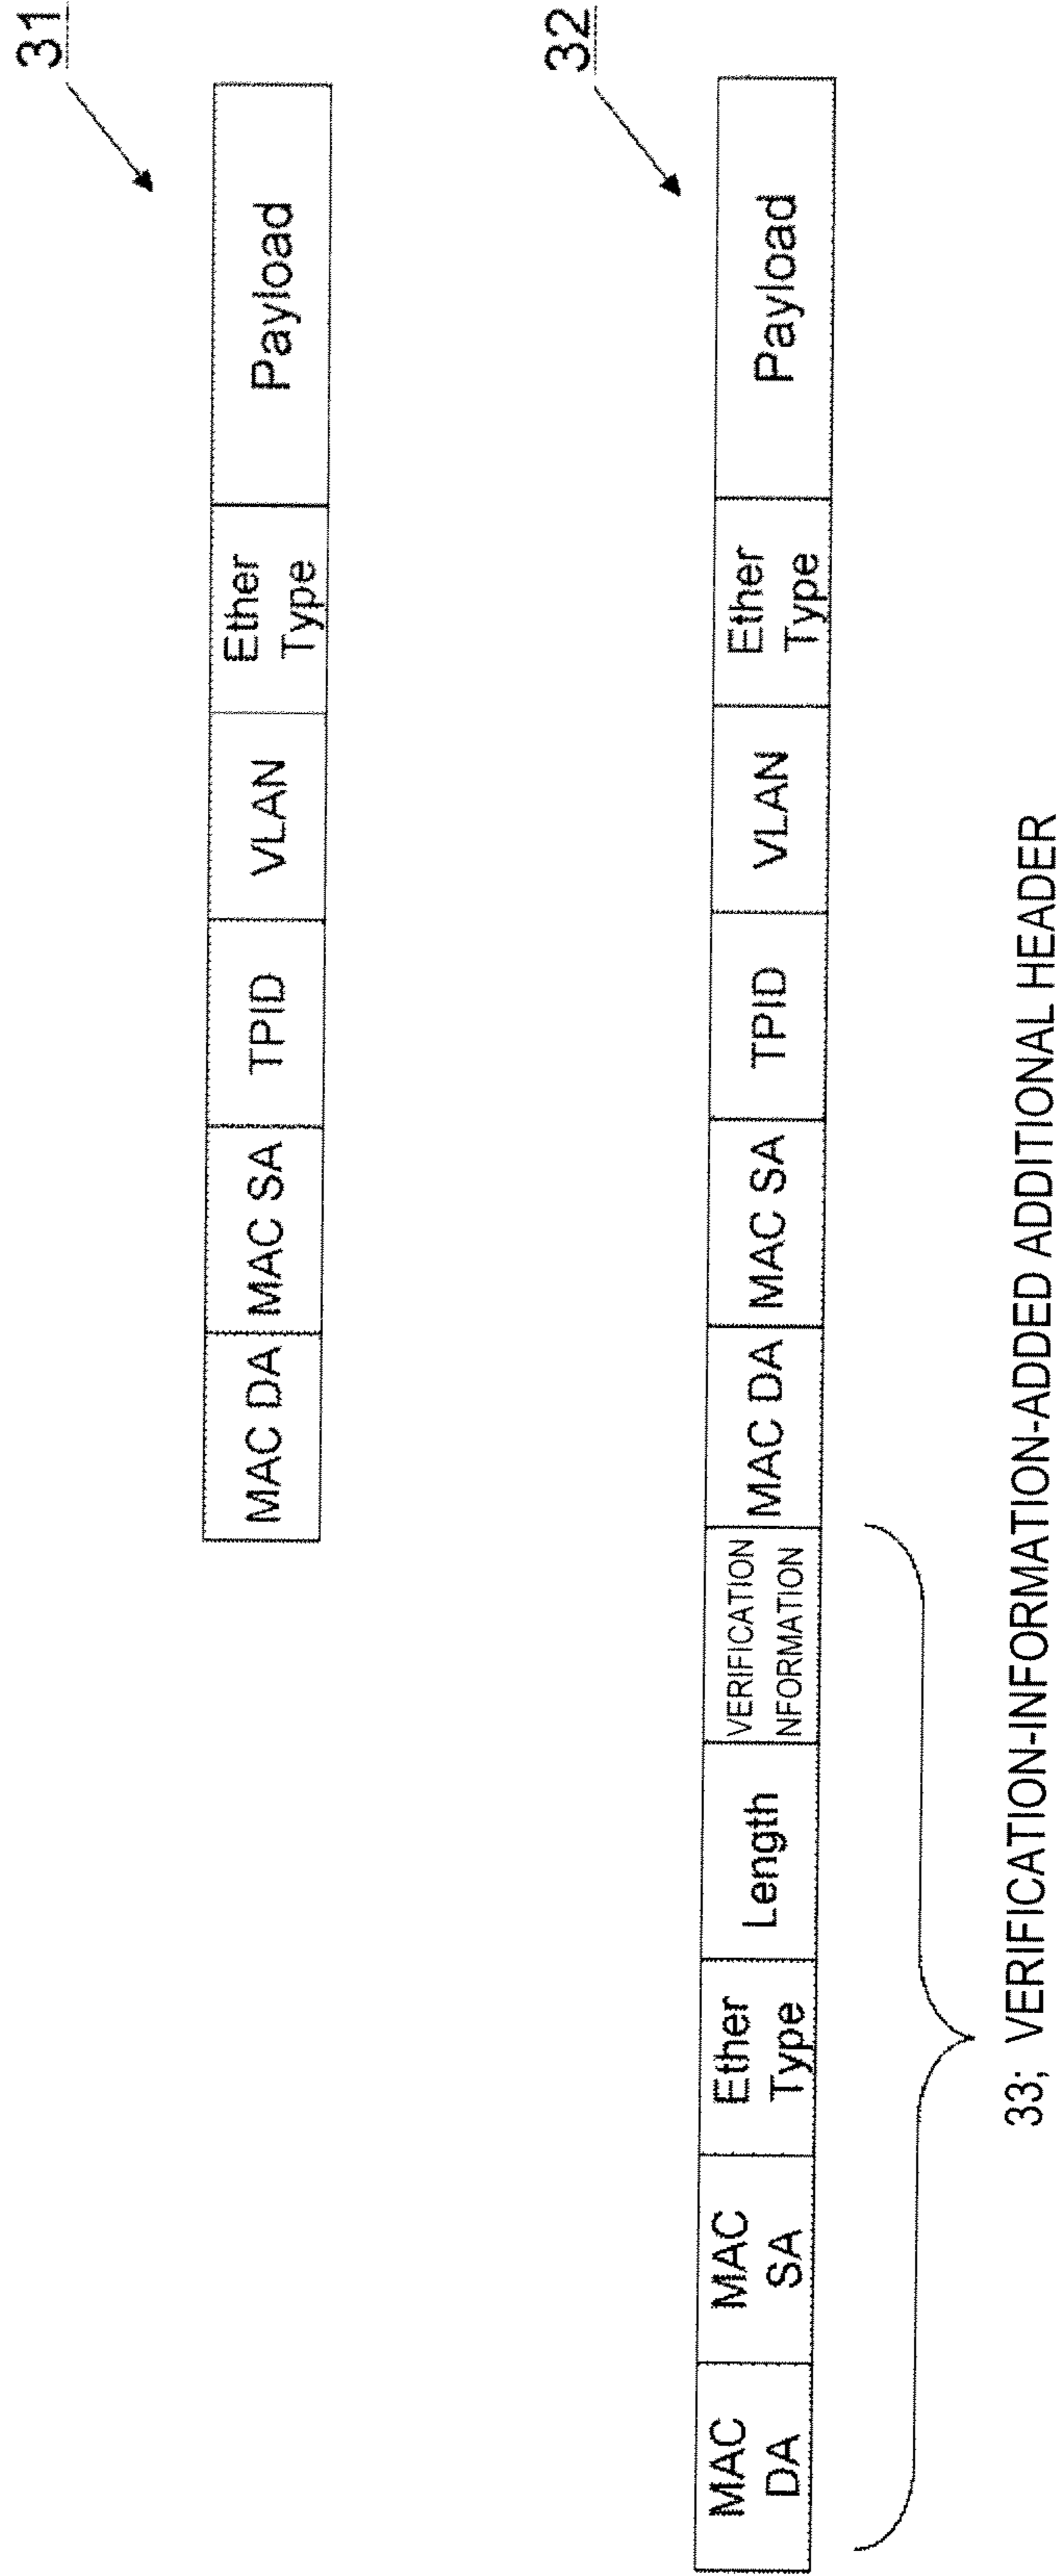 31
MAC DA MAC SA TPID VLAN Ether Type Payload
32
MAC DA MAC SA Ether Type Length VERIFICATION NFORMATION MAC DA MAC SA TPID VLAN Ether Type Payload
33; VERIFICATION-INFORMATION-ADDED ADDITIONAL HEADER